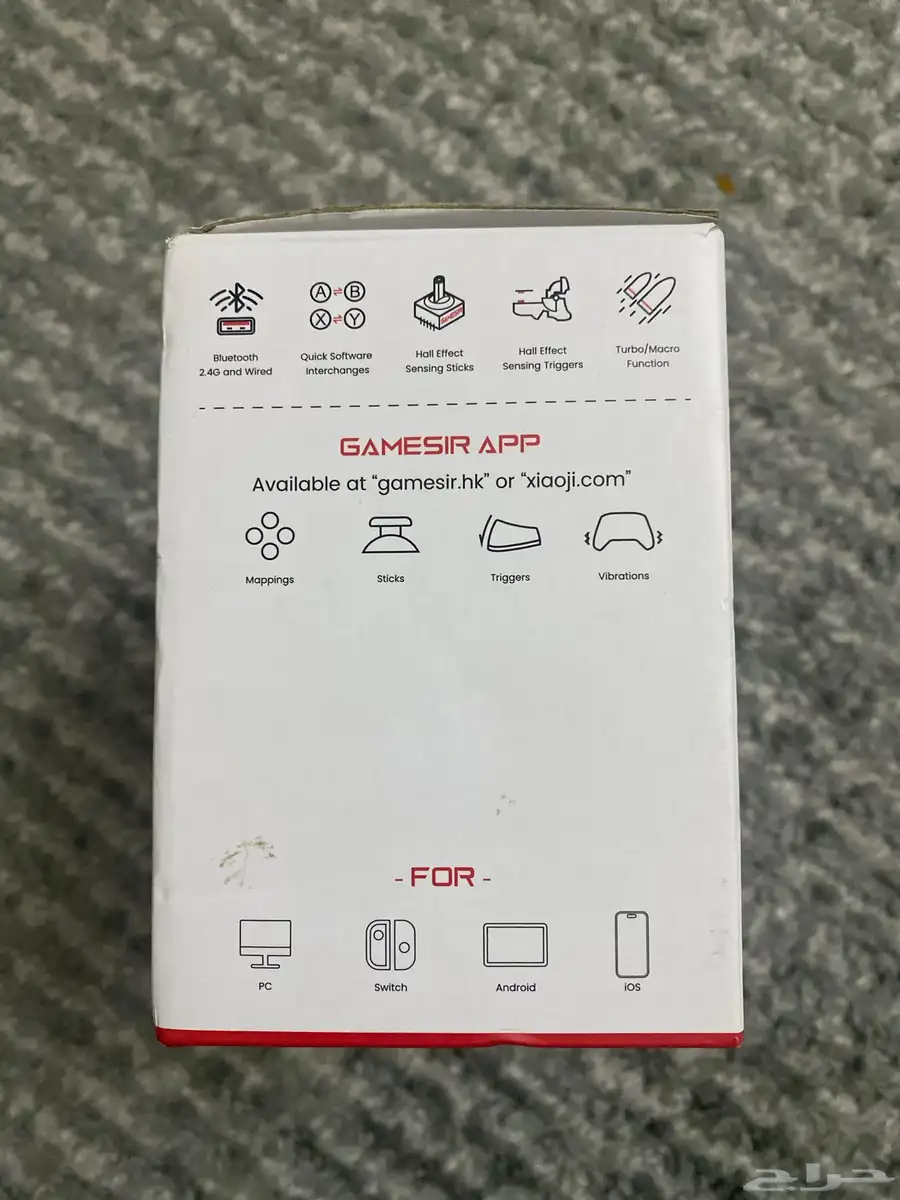 Bluetooth
2.4G and Wired
A B
X Y
Quick Software
Interchanges
GAMESIR
Hall Effect
Sensing Sticks
Hall Effect
Sensing Triggers
Turbo/Macro
Function
GAMESIR APP
Available at “gamesir.hk” or “xiaoji.com”
Mappings
Sticks
Triggers
Vibrations
- FOR -
PC
Switch
Android
iOS
حراج